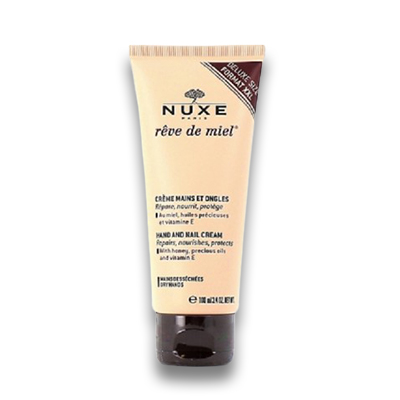 DELUXE SIZE
FORMAT XXL
NUXE
PARIS
rêve de miel®
CRÈME MAINS ET ONGLES
Répare, nourrit, protège
Au miel, huiles précieuses
et vitamine E
HAND AND NAIL CREAM
Repairs, nourishes, protects
With honey, precious oils
and vitamin E
MAINS DESSÉCHÉES
DRY HANDS
e 100 ml 3.4 OZ. NET WT.